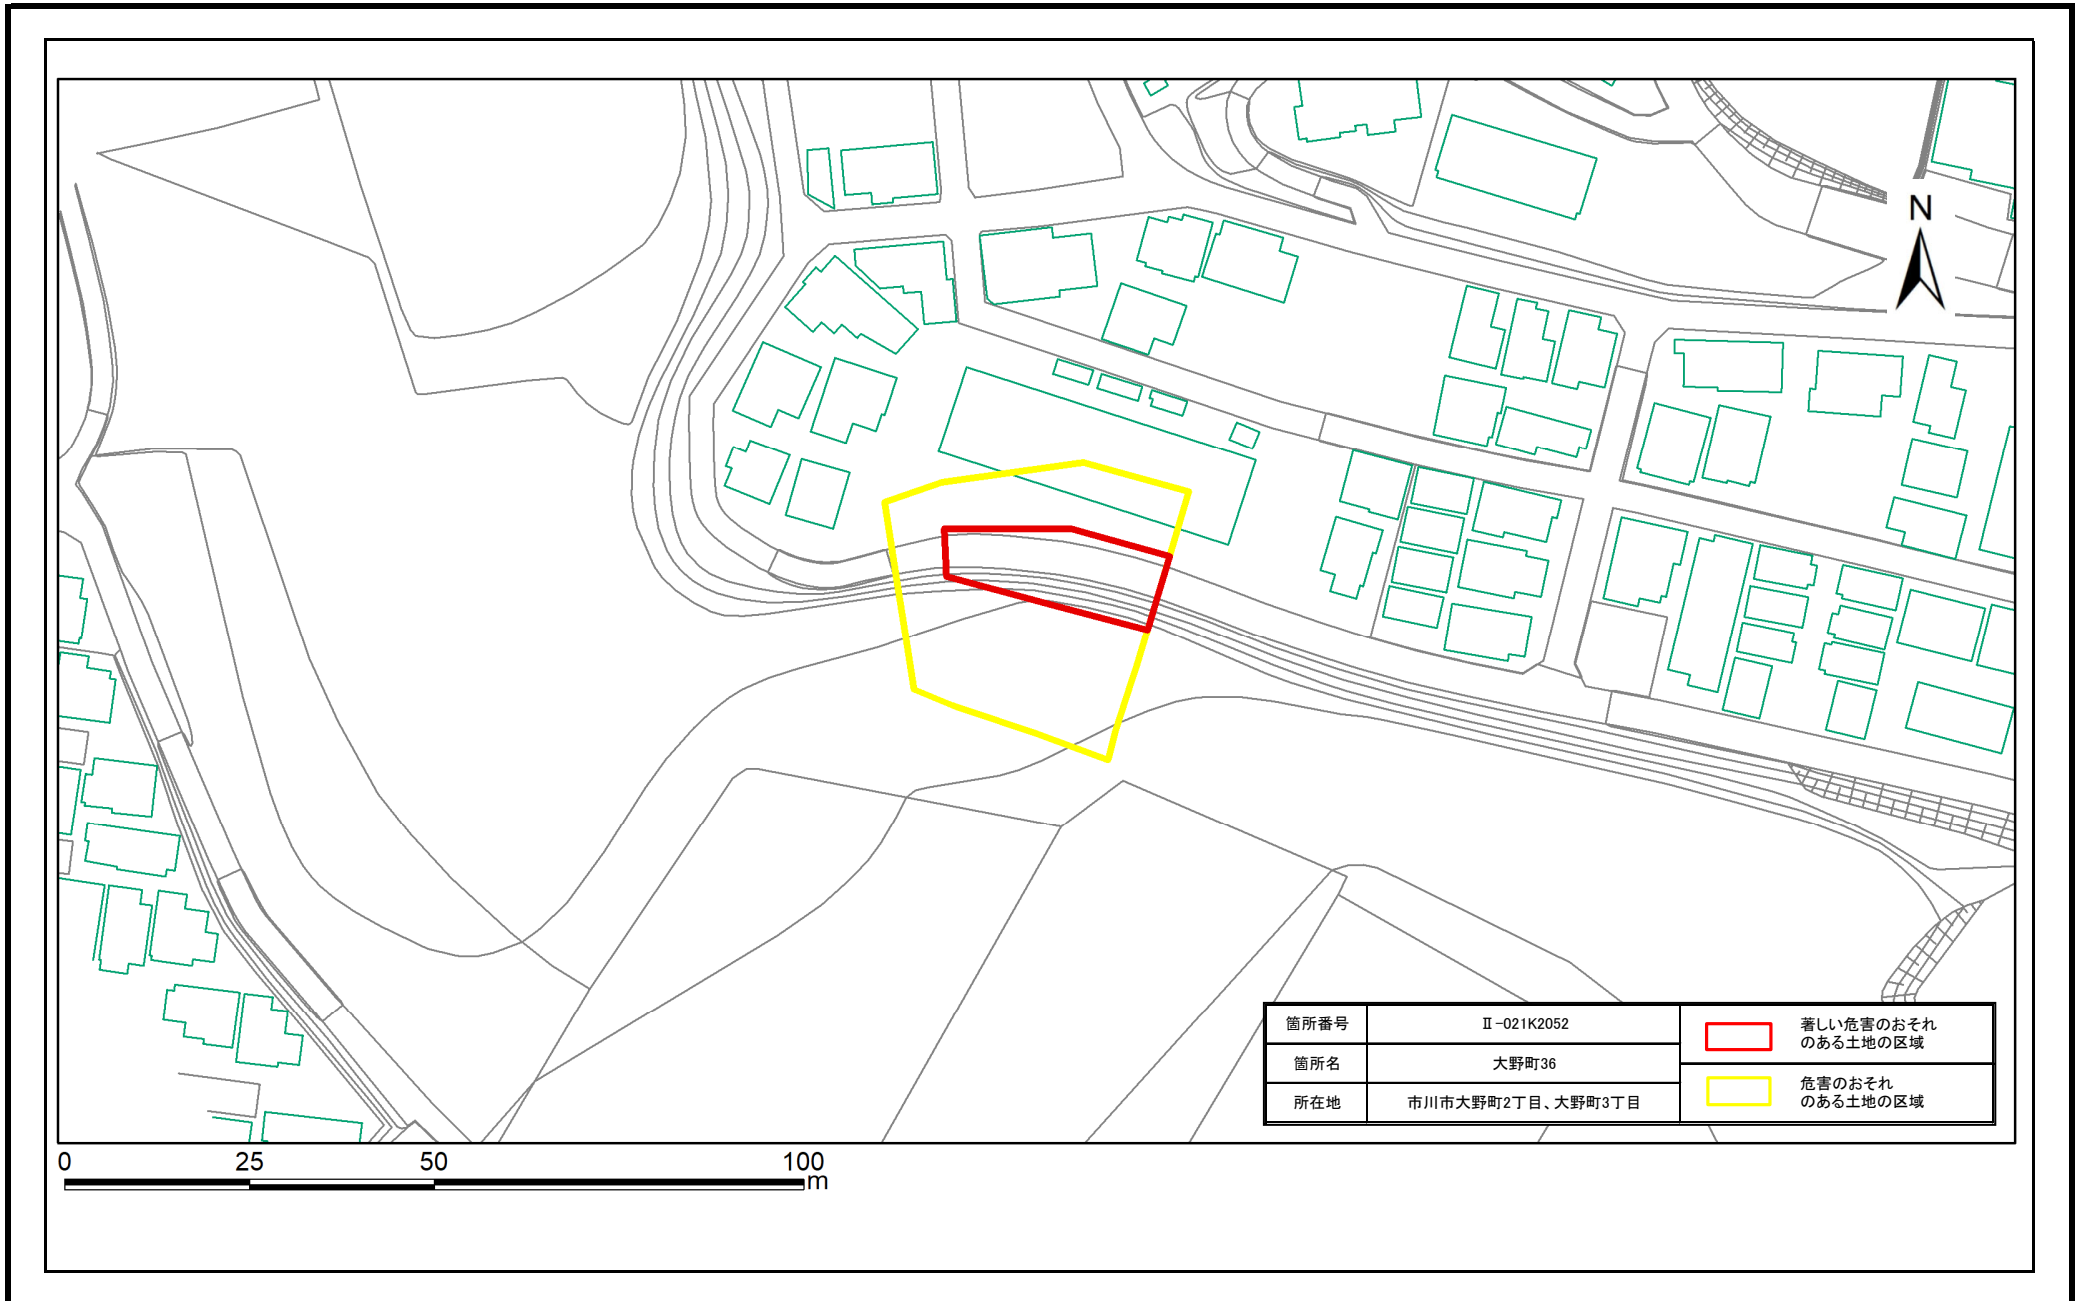 N
箇所番号 Ⅱ-021K2052
箇所名 大野町36
所在地 市川市大野町2丁目、大野町3丁目
著しい危害のおそれ
のある土地の区域
危害のおそれ
のある土地の区域
0 25 50 100
m